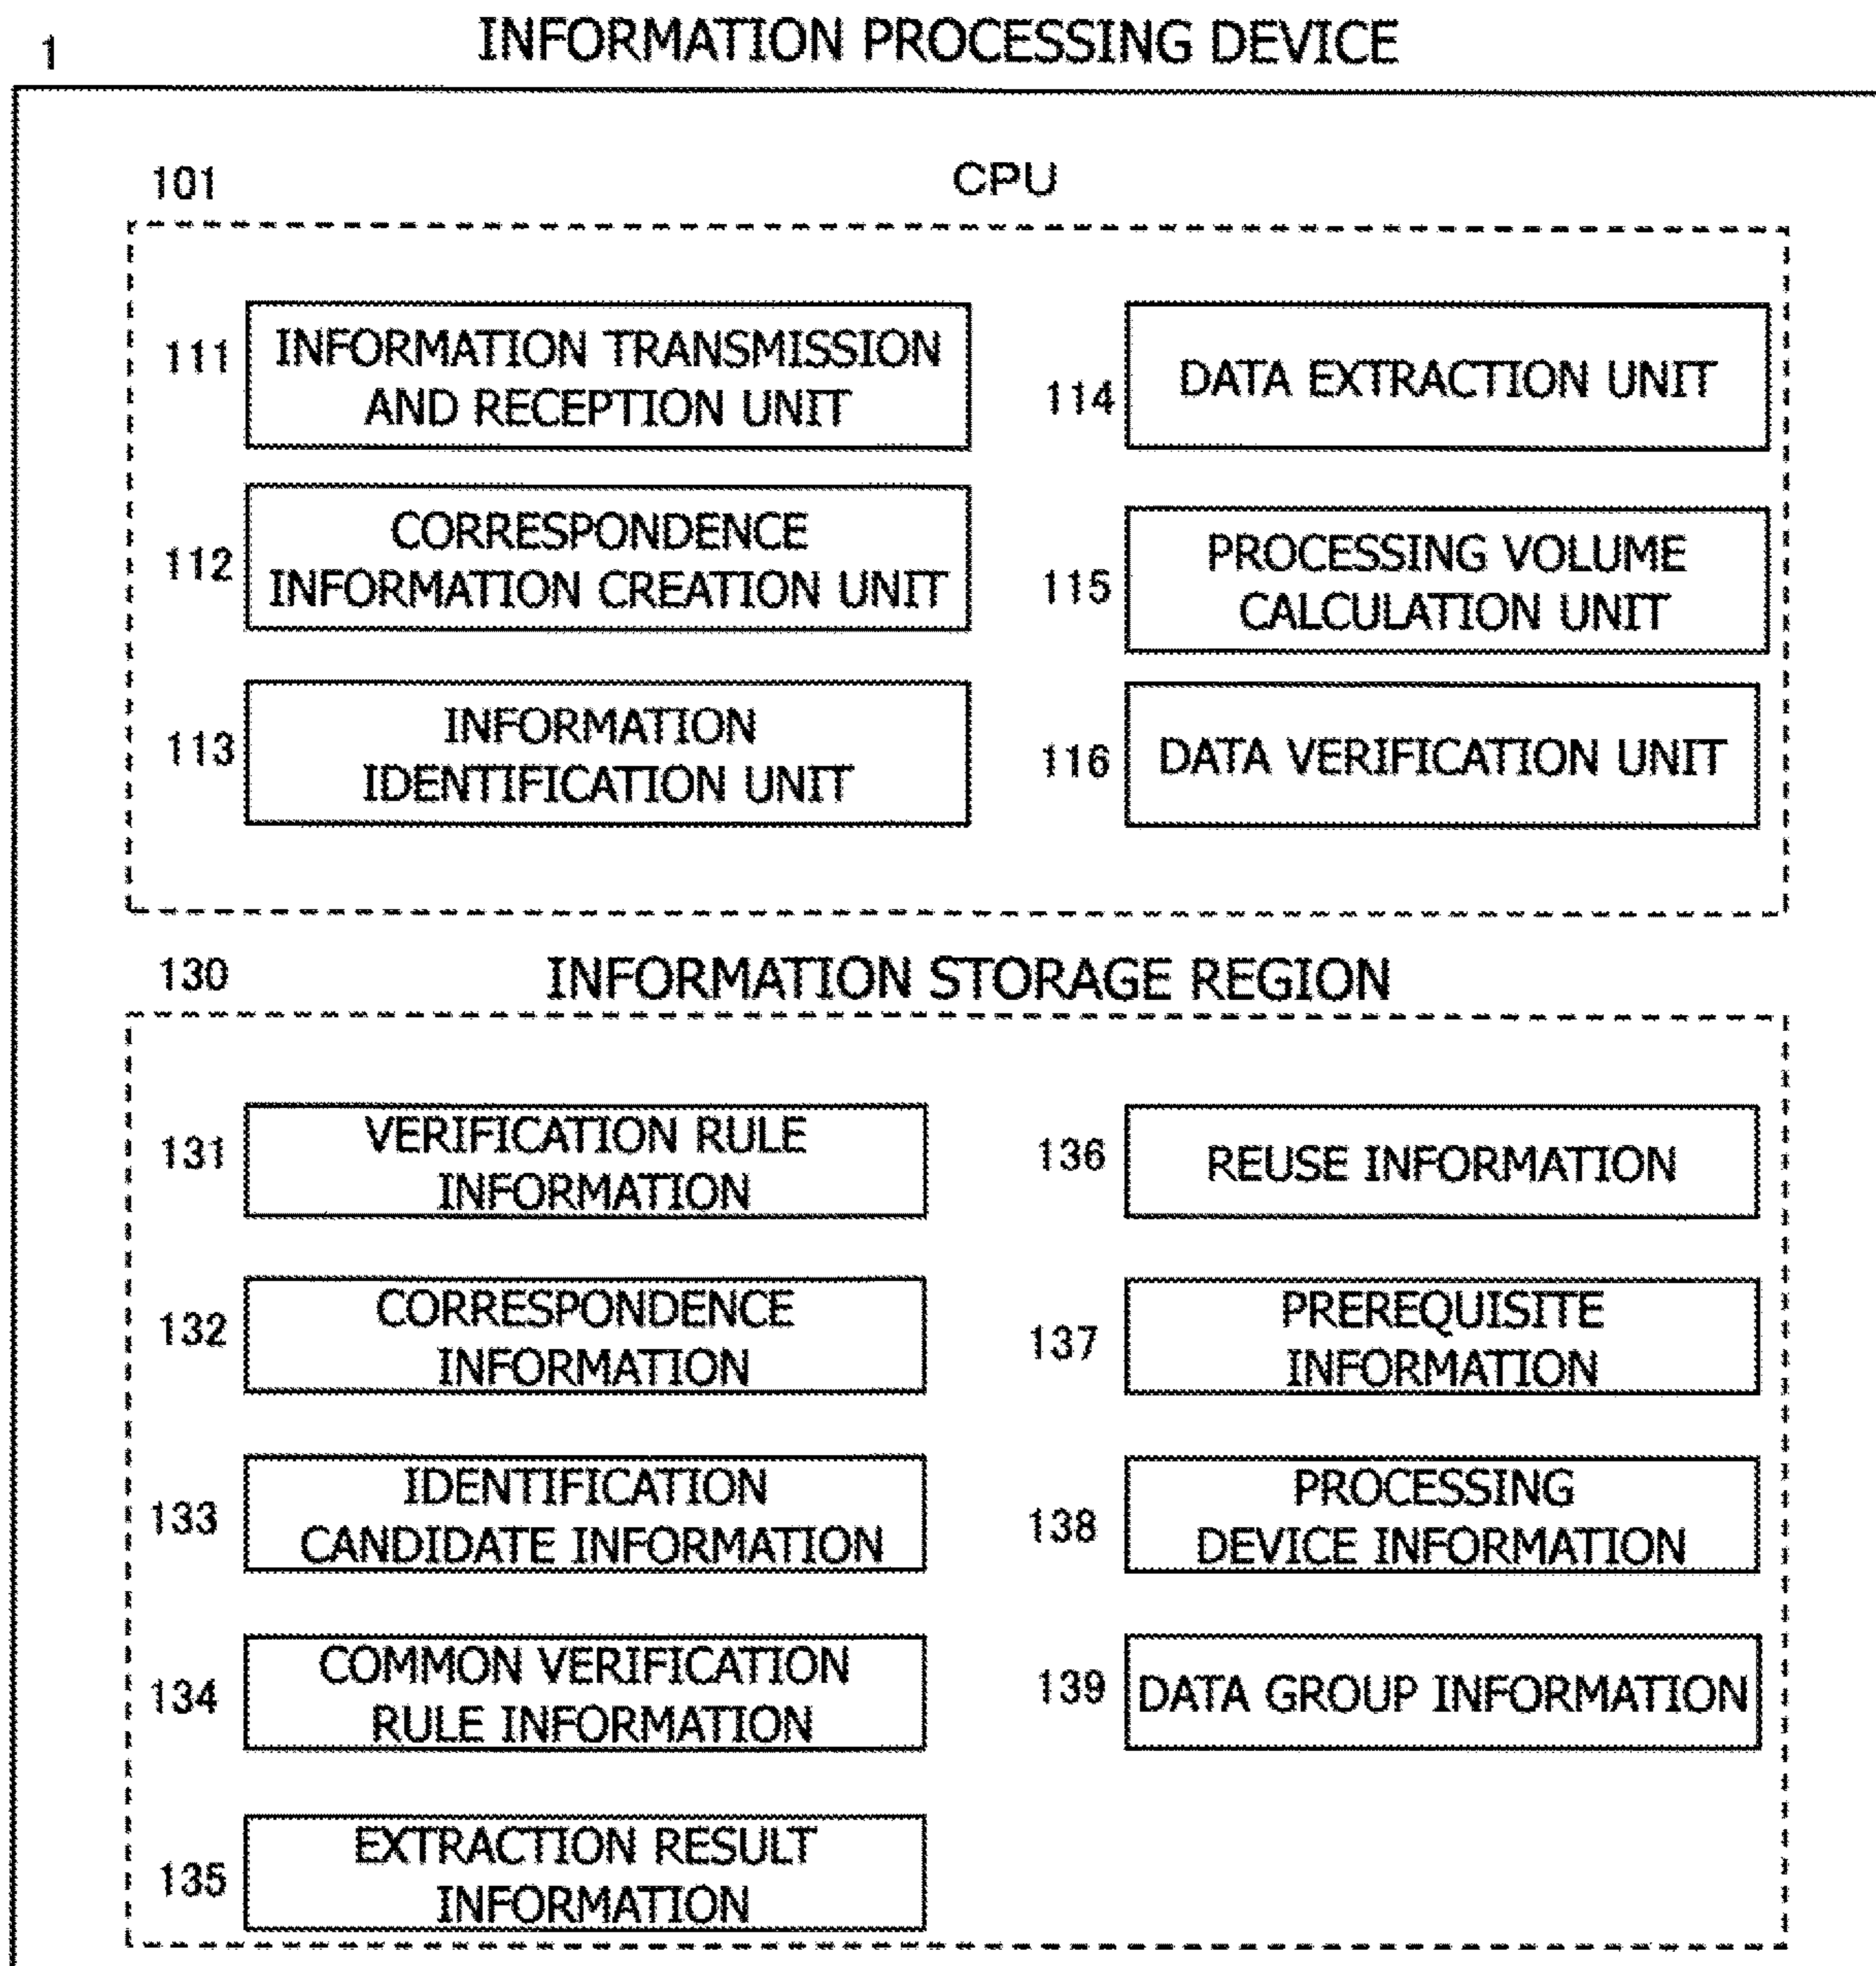 1
INFORMATION PROCESSING DEVICE
101
CPU
111
INFORMATION TRANSMISSION
AND RECEPTION UNIT
112
CORRESPONDENCE
INFORMATION CREATION UNIT
113
INFORMATION
IDENTIFICATION UNIT
114
DATA EXTRACTION UNIT
115
PROCESSING VOLUME
CALCULATION UNIT
116
DATA VERIFICATION UNIT
130
INFORMATION STORAGE REGION
131
VERIFICATION RULE
INFORMATION
132
CORRESPONDENCE
INFORMATION
133
IDENTIFICATION
CANDIDATE INFORMATION
134
COMMON VERIFICATION
RULE INFORMATION
135
EXTRACTION RESULT
INFORMATION
136
REUSE INFORMATION
137
PREREQUISITE
INFORMATION
138
PROCESSING
DEVICE INFORMATION
139
DATA GROUP INFORMATION